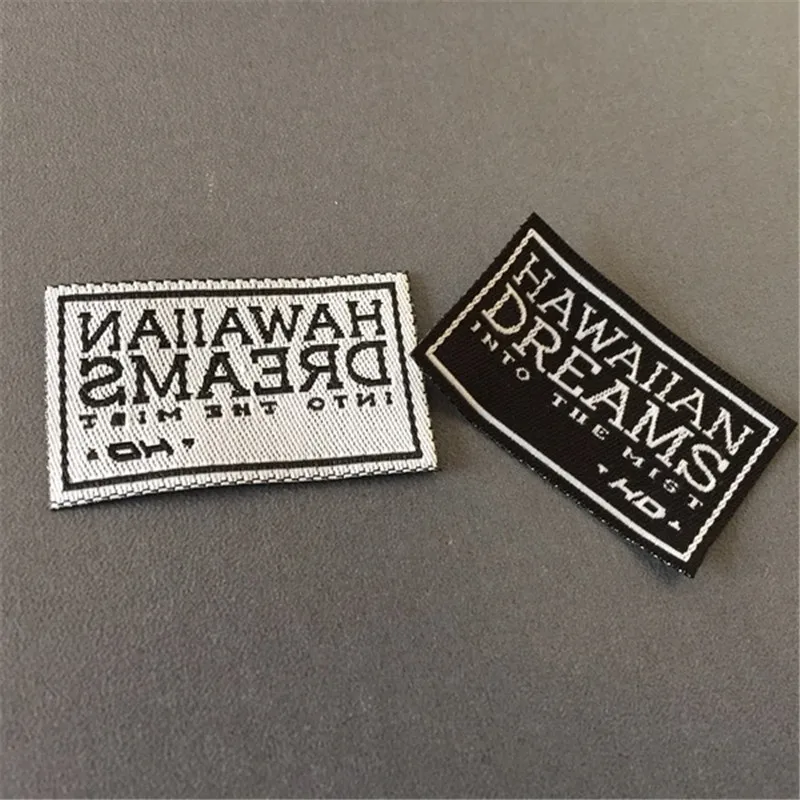 HAWAIIAN
DREAMS
INTO THE MIST
HD
HAWAIIAN
DREAMS
INTO THE MIST
HD